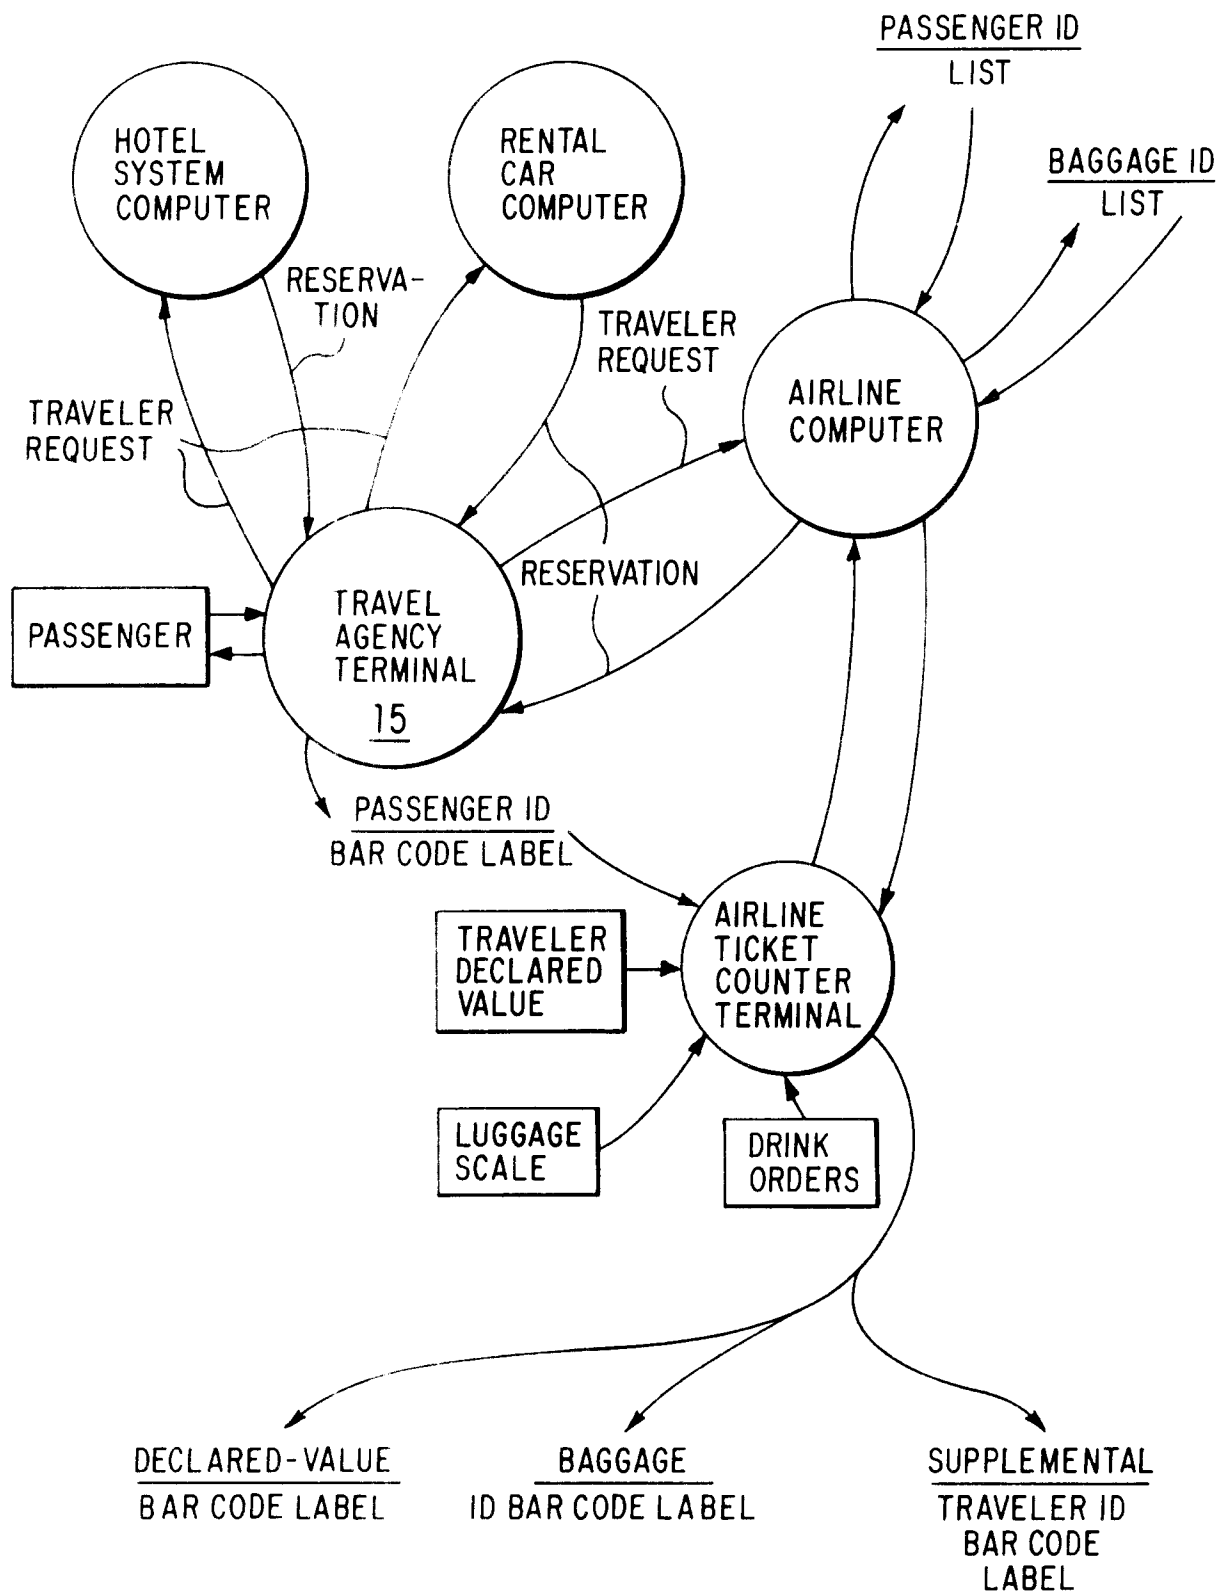 PASSENGER ID
LIST
HOTEL
SYSTEM
COMPUTER
RENTAL
CAR
COMPUTER
BAGGAGE ID
LIST
RESERVA-
TION
TRAVELER
REQUEST
TRAVELER
REQUEST
AIRLINE
COMPUTER
RESERVATION
PASSENGER
TRAVEL
AGENCY
TERMINAL
15
PASSENGER ID
BAR CODE LABEL
TRAVELER
DECLARED
VALUE
AIRLINE
TICKET
COUNTER
TERMINAL
LUGGAGE
SCALE
DRINK
ORDERS
DECLARED-VALUE
BAR CODE LABEL
BAGGAGE
ID BAR CODE LABEL
SUPPLEMENTAL
TRAVELER ID
BAR CODE
LABEL